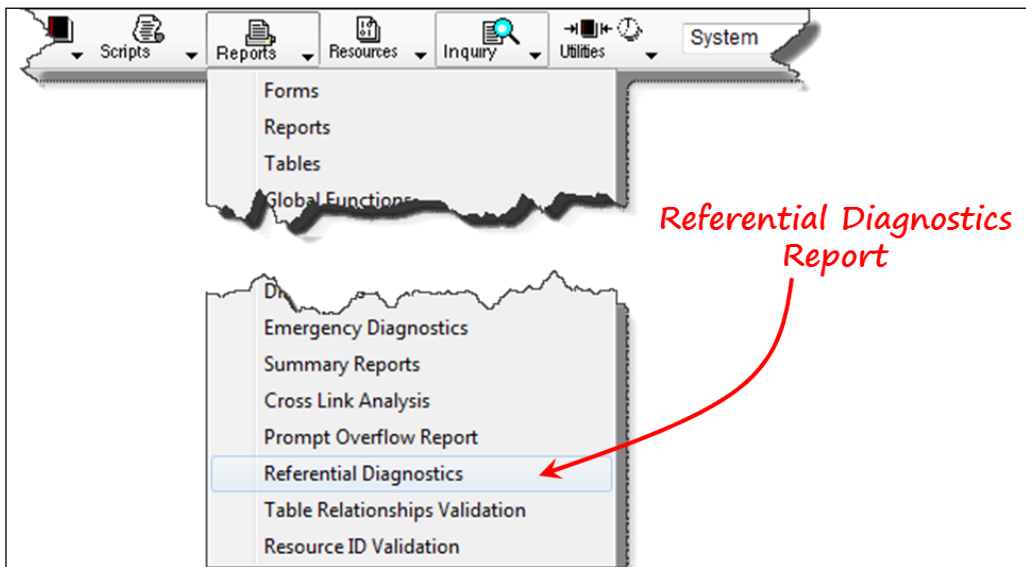 Scripts
Reports
Resources
Inquiry
Utilities
System
Forms
Reports
Tables
Global Functions
Referential Diagnostics
Report
Emergency Diagnostics
Summary Reports
Cross Link Analysis
Prompt Overflow Report
Referential Diagnostics
Table Relationships Validation
Resource ID Validation